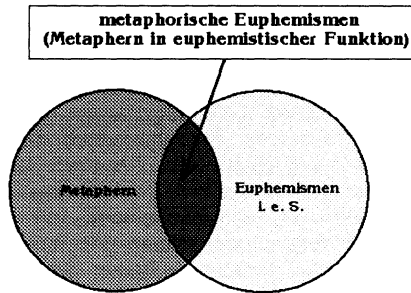 metaphorische Euphemismen
(Metaphern in euphemistischer Funktion)
Metaphern
Euphemismen
i. e. S.